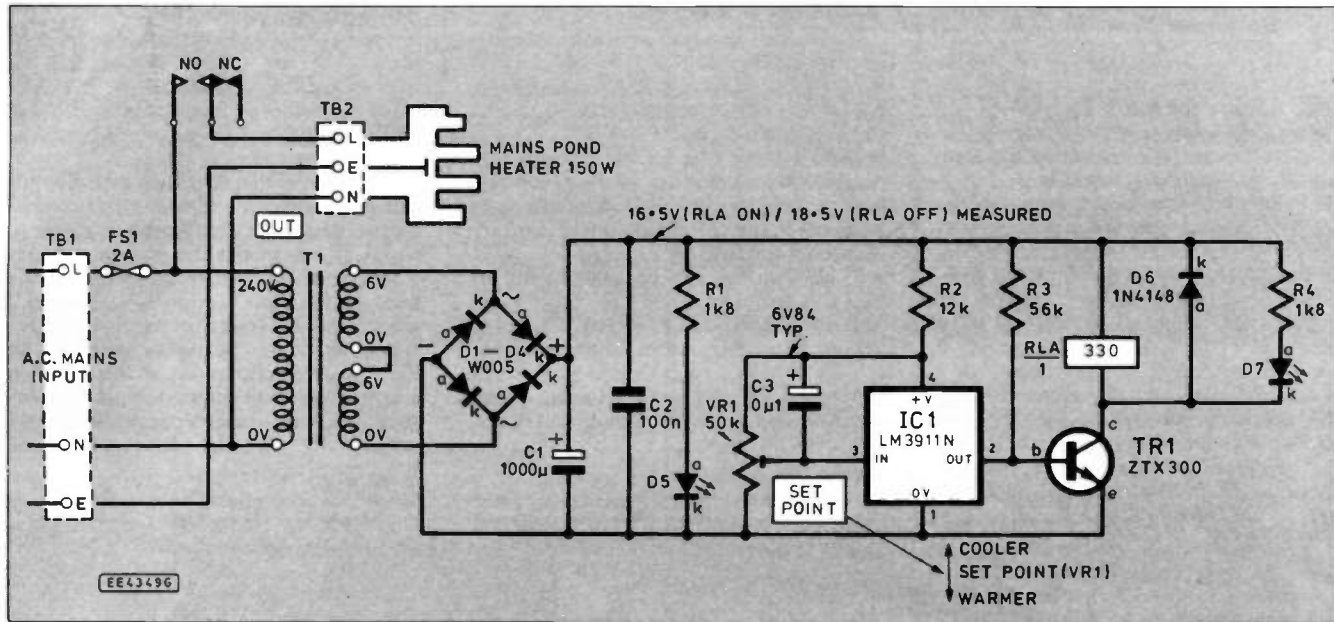 NO NC
TB2
L
E
N
MAINS POND
HEATER 150W
OUT
TB1
L
N
E
A.C. MAINS
INPUT
FS1
2A
T1
240V
0V
6V
0V
6V
0V
~
~
−
+
a
k
a
k
a
k
a
k
D1–D4
W005
C1
1000µ
+
16·5V (RLA ON) / 18·5V (RLA OFF) MEASURED
C2
100n
R1
1k8
D5
a
k
6V84
TYP
VR1
50k
C3
0µ1
+
SET
POINT
R2
12k
4
+V
IC1
LM3911N
3
IN
OUT
2
0V
1
R3
56k
RLA
1
330
D6
1N4148
k
a
R4
1k8
D7
a
k
b
c
e
TR1
ZTX300
COOLER
SET POINT (VR1)
WARMER
EE4349G